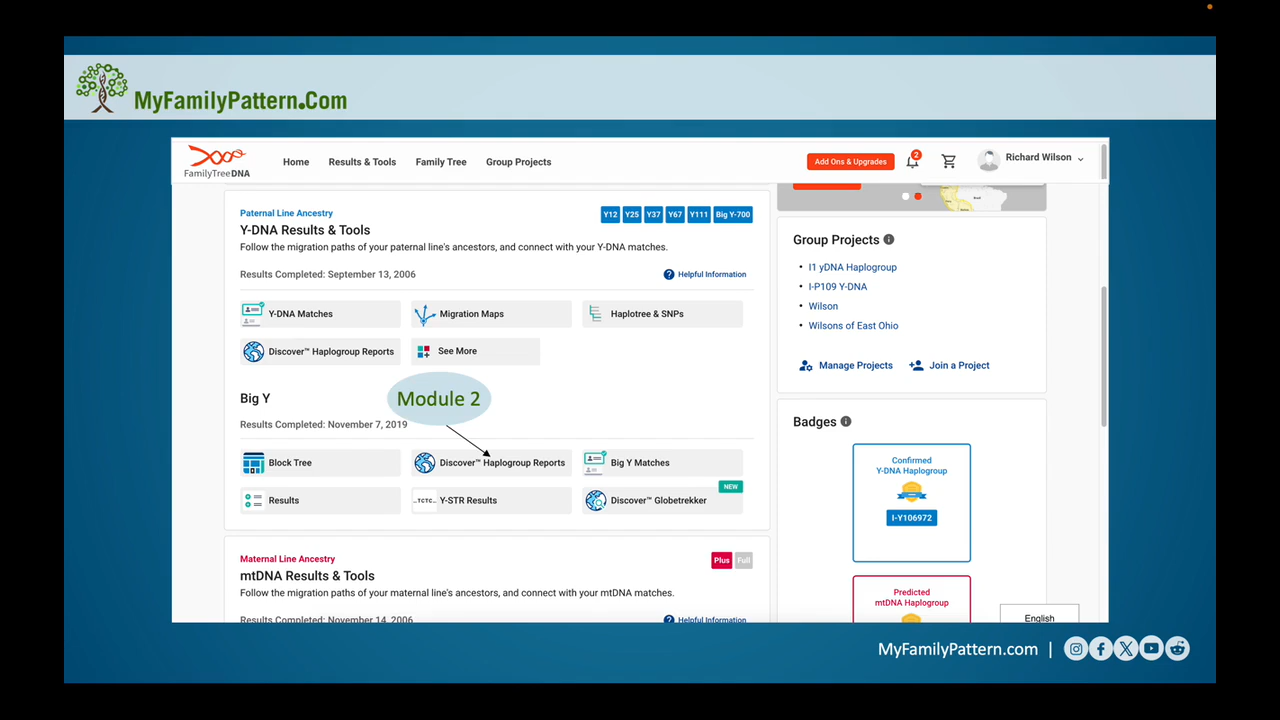 MyFamilyPattern.Com
FamilyTreeDNA
Home Results & Tools Family Tree Group Projects
Add Ons & Upgrades
2
Richard Wilson
Paternal Line Ancestry
Y12 Y25 Y37 Y67 Y111 Big Y-700
Y-DNA Results & Tools
Follow the migration paths of your paternal line's ancestors, and connect with your Y-DNA matches.
Results Completed: September 13, 2006
? Helpful Information
Y-DNA Matches
Migration Maps
Haplotree & SNPs
Discover™ Haplogroup Reports
See More
Big Y
Module 2
Results Completed: November 7, 2019
Block Tree
Discover™ Haplogroup Reports
Big Y Matches
Results
..TCTC.. Y-STR Results
Discover™ Globetrekker
NEW
Maternal Line Ancestry
Plus Full
mtDNA Results & Tools
Follow the migration paths of your maternal line's ancestors, and connect with your mtDNA matches.
Results Completed: November 14, 2006
? Helpful Information
Brazil
Group Projects
• I1 yDNA Haplogroup
• I-P109 Y-DNA
• Wilson
• Wilsons of East Ohio
Manage Projects
Join a Project
Badges
Confirmed
Y-DNA Haplogroup
I-Y106972
Predicted
mtDNA Haplogroup
English
MyFamilyPattern.com |